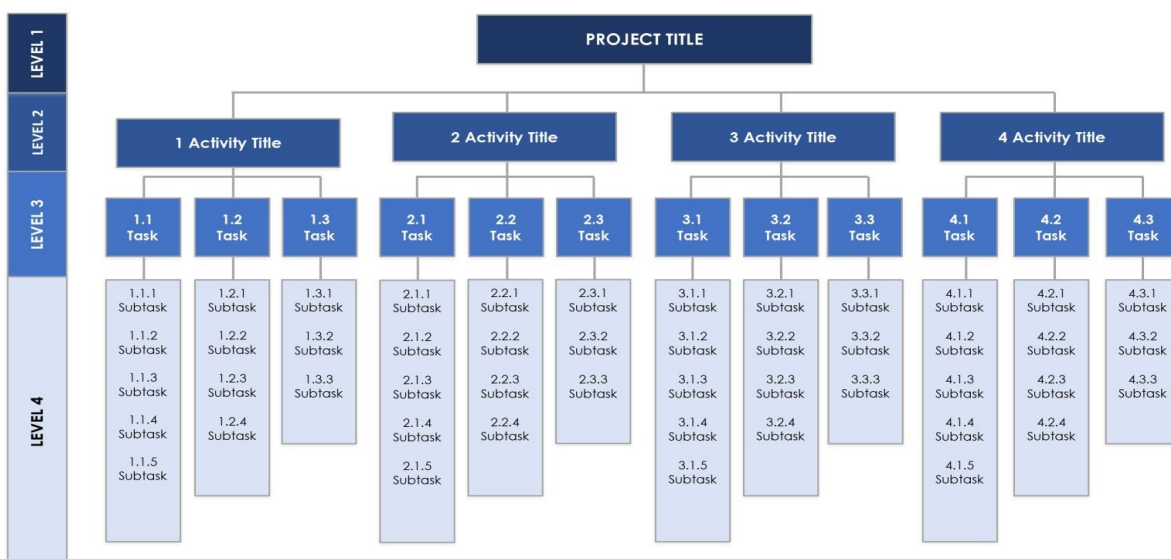 LEVEL 1
PROJECT TITLE
LEVEL 2
1 Activity Title
2 Activity Title
3 Activity Title
4 Activity Title
LEVEL 3
1.1
Task
1.2
Task
1.3
Task
2.1
Task
2.2
Task
2.3
Task
3.1
Task
3.2
Task
3.3
Task
4.1
Task
4.2
Task
4.3
Task
LEVEL 4
1.1.1
Subtask
1.1.2
Subtask
1.1.3
Subtask
1.1.4
Subtask
1.1.5
Subtask
1.2.1
Subtask
1.2.2
Subtask
1.2.3
Subtask
1.2.4
Subtask
1.3.1
Subtask
1.3.2
Subtask
1.3.3
Subtask
2.1.1
Subtask
2.1.2
Subtask
2.1.3
Subtask
2.1.4
Subtask
2.1.5
Subtask
2.2.1
Subtask
2.2.2
Subtask
2.2.3
Subtask
2.2.4
Subtask
2.3.1
Subtask
2.3.2
Subtask
2.3.3
Subtask
3.1.1
Subtask
3.1.2
Subtask
3.1.3
Subtask
3.1.4
Subtask
3.1.5
Subtask
3.2.1
Subtask
3.2.2
Subtask
3.2.3
Subtask
3.2.4
Subtask
3.3.1
Subtask
3.3.2
Subtask
3.3.3
Subtask
4.1.1
Subtask
4.1.2
Subtask
4.1.3
Subtask
4.1.4
Subtask
4.1.5
Subtask
4.2.1
Subtask
4.2.2
Subtask
4.2.3
Subtask
4.2.4
Subtask
4.3.1
Subtask
4.3.2
Subtask
4.3.3
Subtask